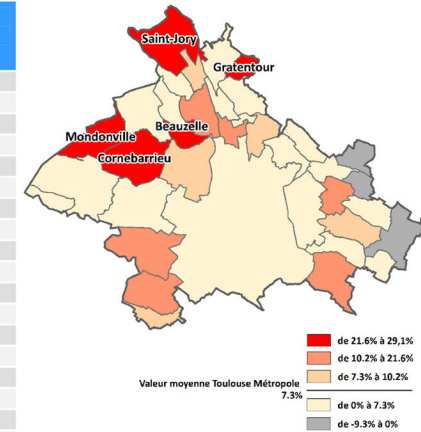 Saint-Jory
Gratentour
Beauzelle
Mondonville
Cornebarrieu
de 21.6% à 29,1%
de 10.2% à 21.6%
de 7.3% à 10.2%
Valeur moyenne Toulouse Métropole
7.3%
de 0% à 7.3%
de -9.3% à 0%